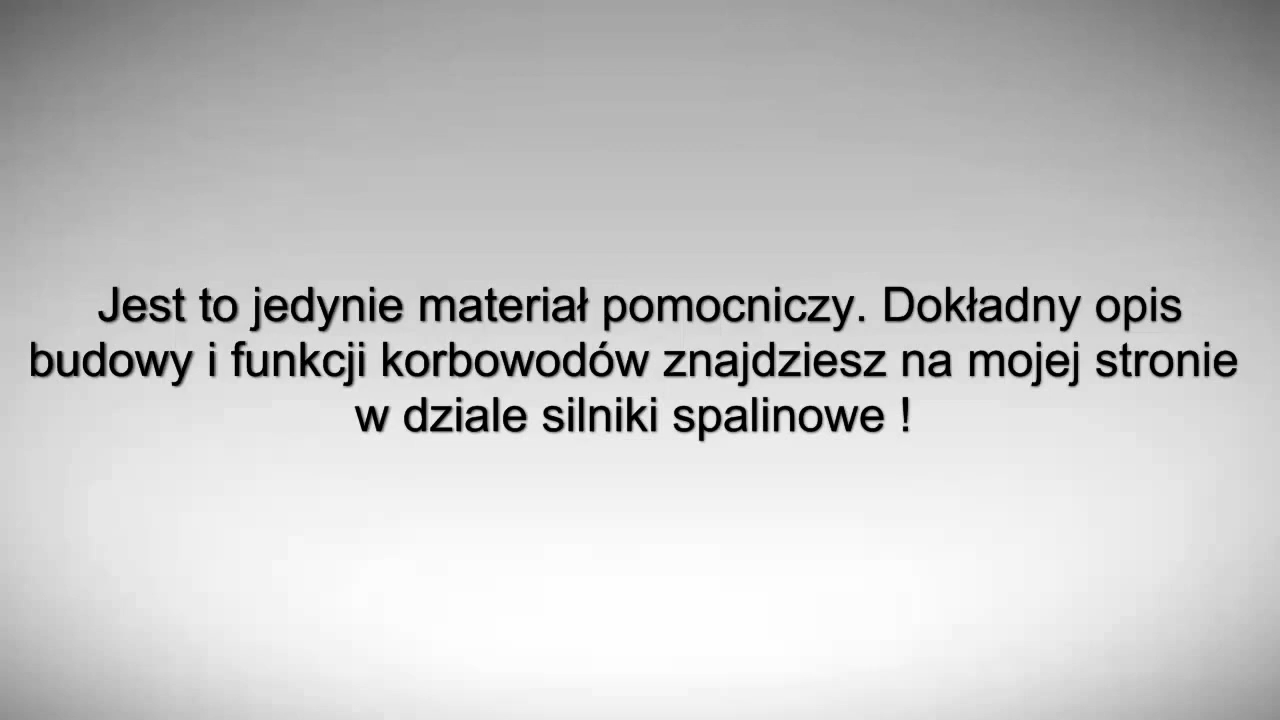 Jest to jedynie materiał pomocniczy. Dokładny opis
budowy i funkcji korbowodów znajdziesz na mojej stronie
w dziale silniki spalinowe !